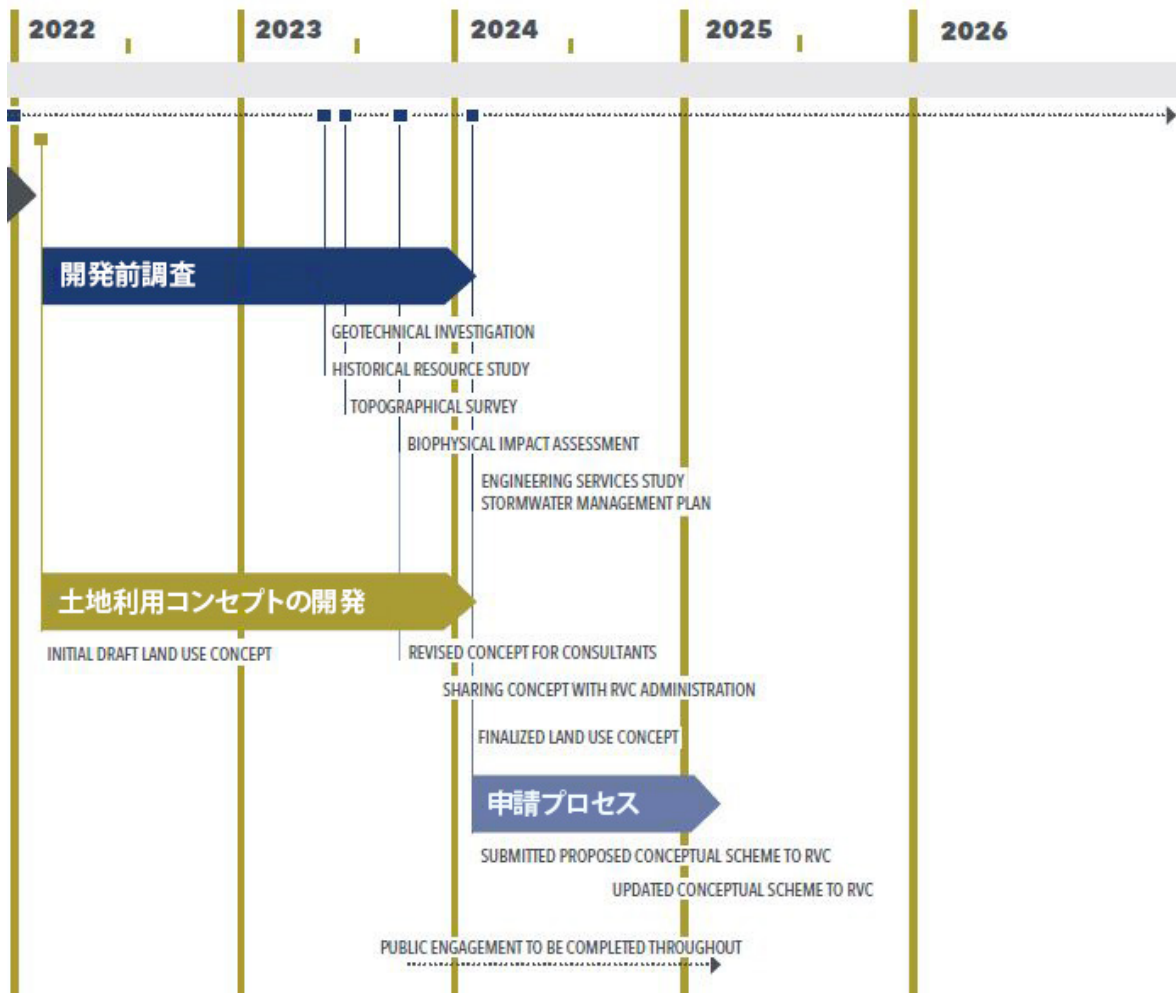 2022
2023
2024
2025
2026
開発前調査
GEOTECHNICAL INVESTIGATION
HISTORICAL RESOURCE STUDY
TOPOGRAPHICAL SURVEY
BIOPHYSICAL IMPACT ASSESSMENT
ENGINEERING SERVICES STUDY
STORMWATER MANAGEMENT PLAN
土地利用コンセプトの開発
INITIAL DRAFT LAND USE CONCEPT
REVISED CONCEPT FOR CONSULTANTS
SHARING CONCEPT WITH RVC ADMINISTRATION
FINALIZED LAND USE CONCEPT
申請プロセス
SUBMITTED PROPOSED CONCEPTUAL SCHEME TO RVC
UPDATED CONCEPTUAL SCHEME TO RVC
PUBLIC ENGAGEMENT TO BE COMPLETED THROUGHOUT